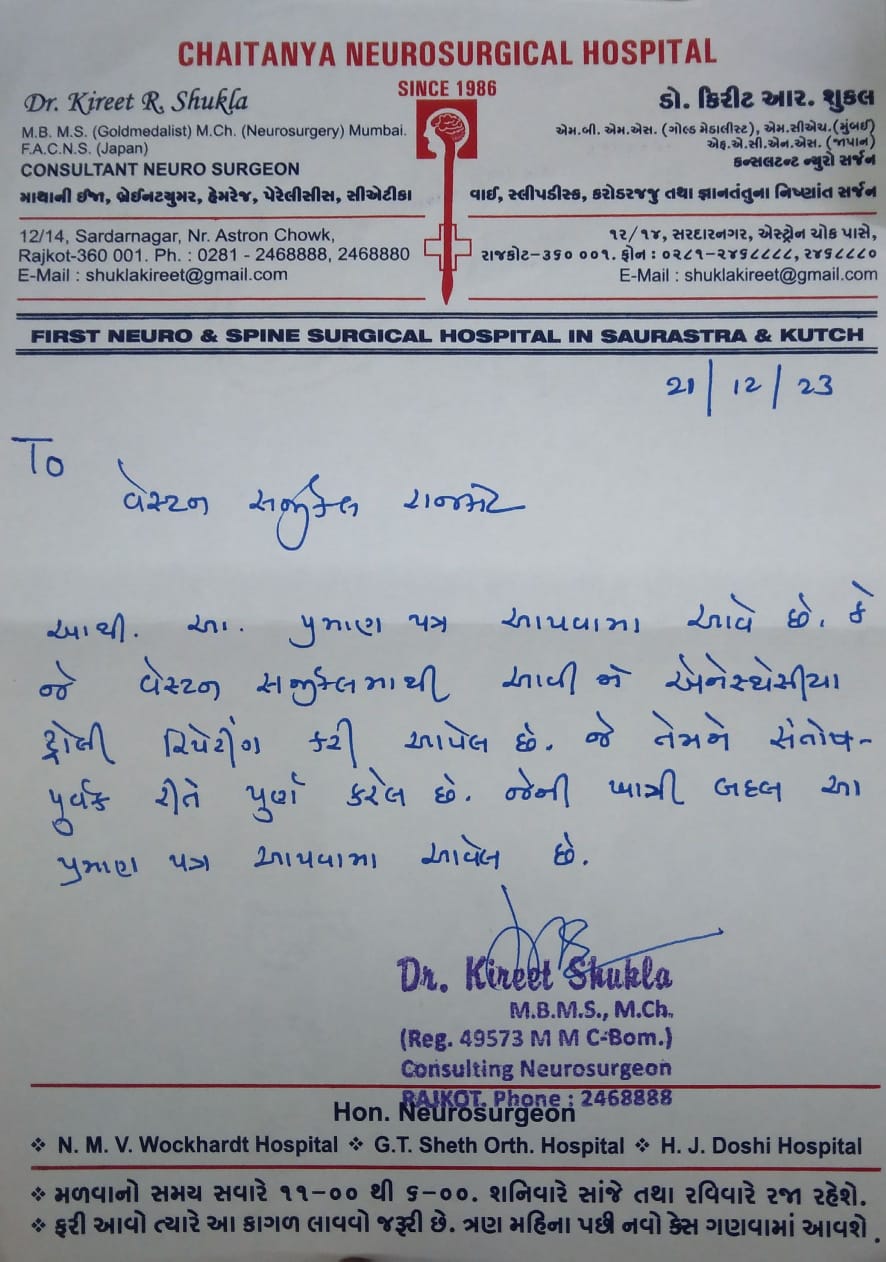 CHAITANYA NEUROSURGICAL HOSPITAL
SINCE 1986
Dr. Kireet R. Shukla
M.B. M.S. (Goldmedalist) M.Ch. (Neurosurgery) Mumbai.
F.A.C.N.S. (Japan)
CONSULTANT NEURO SURGEON
માથાની ઈજા, બ્રેઈનટયુમર, હેમરેજ, પેરેલીસીસ, સીએટીકા
ડો. કિરીટ આર. શુકલ
એમ.બી. એમ.એસ. (ગોલ્ડ મેડાલીસ્ટ), એમ.સીએચ.(મુંબઈ)
એફ.એ.સી.એન.એસ. (જાપાન)
કન્સલટન્ટ ન્યુરો સર્જન
વાઈ, સ્લીપડીસ્ક, કરોડરજજુ તથા જ્ઞાનતંતુના નિષ્ણાંત સર્જન
12/14, Sardarnagar, Nr. Astron Chowk,
Rajkot-360 001. Ph. : 0281 - 2468888, 2468880
E-Mail : shuklakireet@gmail.com
૧૨/૧૪, સરદારનગર, એસ્ટ્રોન ચોક પાસે,
રાજકોટ-૩૬૦ ૦૦૧. ફોન : ૦૨૮૧-૨૪૬૮૮૮૮, ૨૪૬૮૮૮૦
E-Mail : shuklakireet@gmail.com
FIRST NEURO & SPINE SURGICAL HOSPITAL IN SAURASTRA & KUTCH
21/12/23
To
વેસ્ટન સર્જીકલ રાજકોટ
આથી. આ. પ્રમાણ પત્ર આપવામા આવે છે. કે
જે વેસ્ટન સર્જીકલમાથી આવી ને એનેસ્થેસીયા
ટ્રોલી રિપેરીંગ કરી આપેલ છે. જે તેમને સંતોષ-
પુર્વક રીતે પુર્ણ કરેલ છે. જેની ખાત્રી બદલ આ
પ્રમાણ પત્ર આપવામા આવેલ છે.
Dr. Kireet Shukla
M.B.M.S., M.Ch.
(Reg. 49573 M M C-Bom.)
Consulting Neurosurgeon
RAJKOT. Phone : 2468888
Hon. Neurosurgeon
❖ N. M. V. Wockhardt Hospital ❖ G.T. Sheth Orth. Hospital ❖ H. J. Doshi Hospital
❖ મળવાનો સમય સવારે ૧૧-૦૦ થી ૬-૦૦. શનિવારે સાંજે તથા રવિવારે રજા રહેશે.
❖ ફરી આવો ત્યારે આ કાગળ લાવવો જરૂરી છે. ત્રણ મહિના પછી નવો કેસ ગણવામાં આવશે.